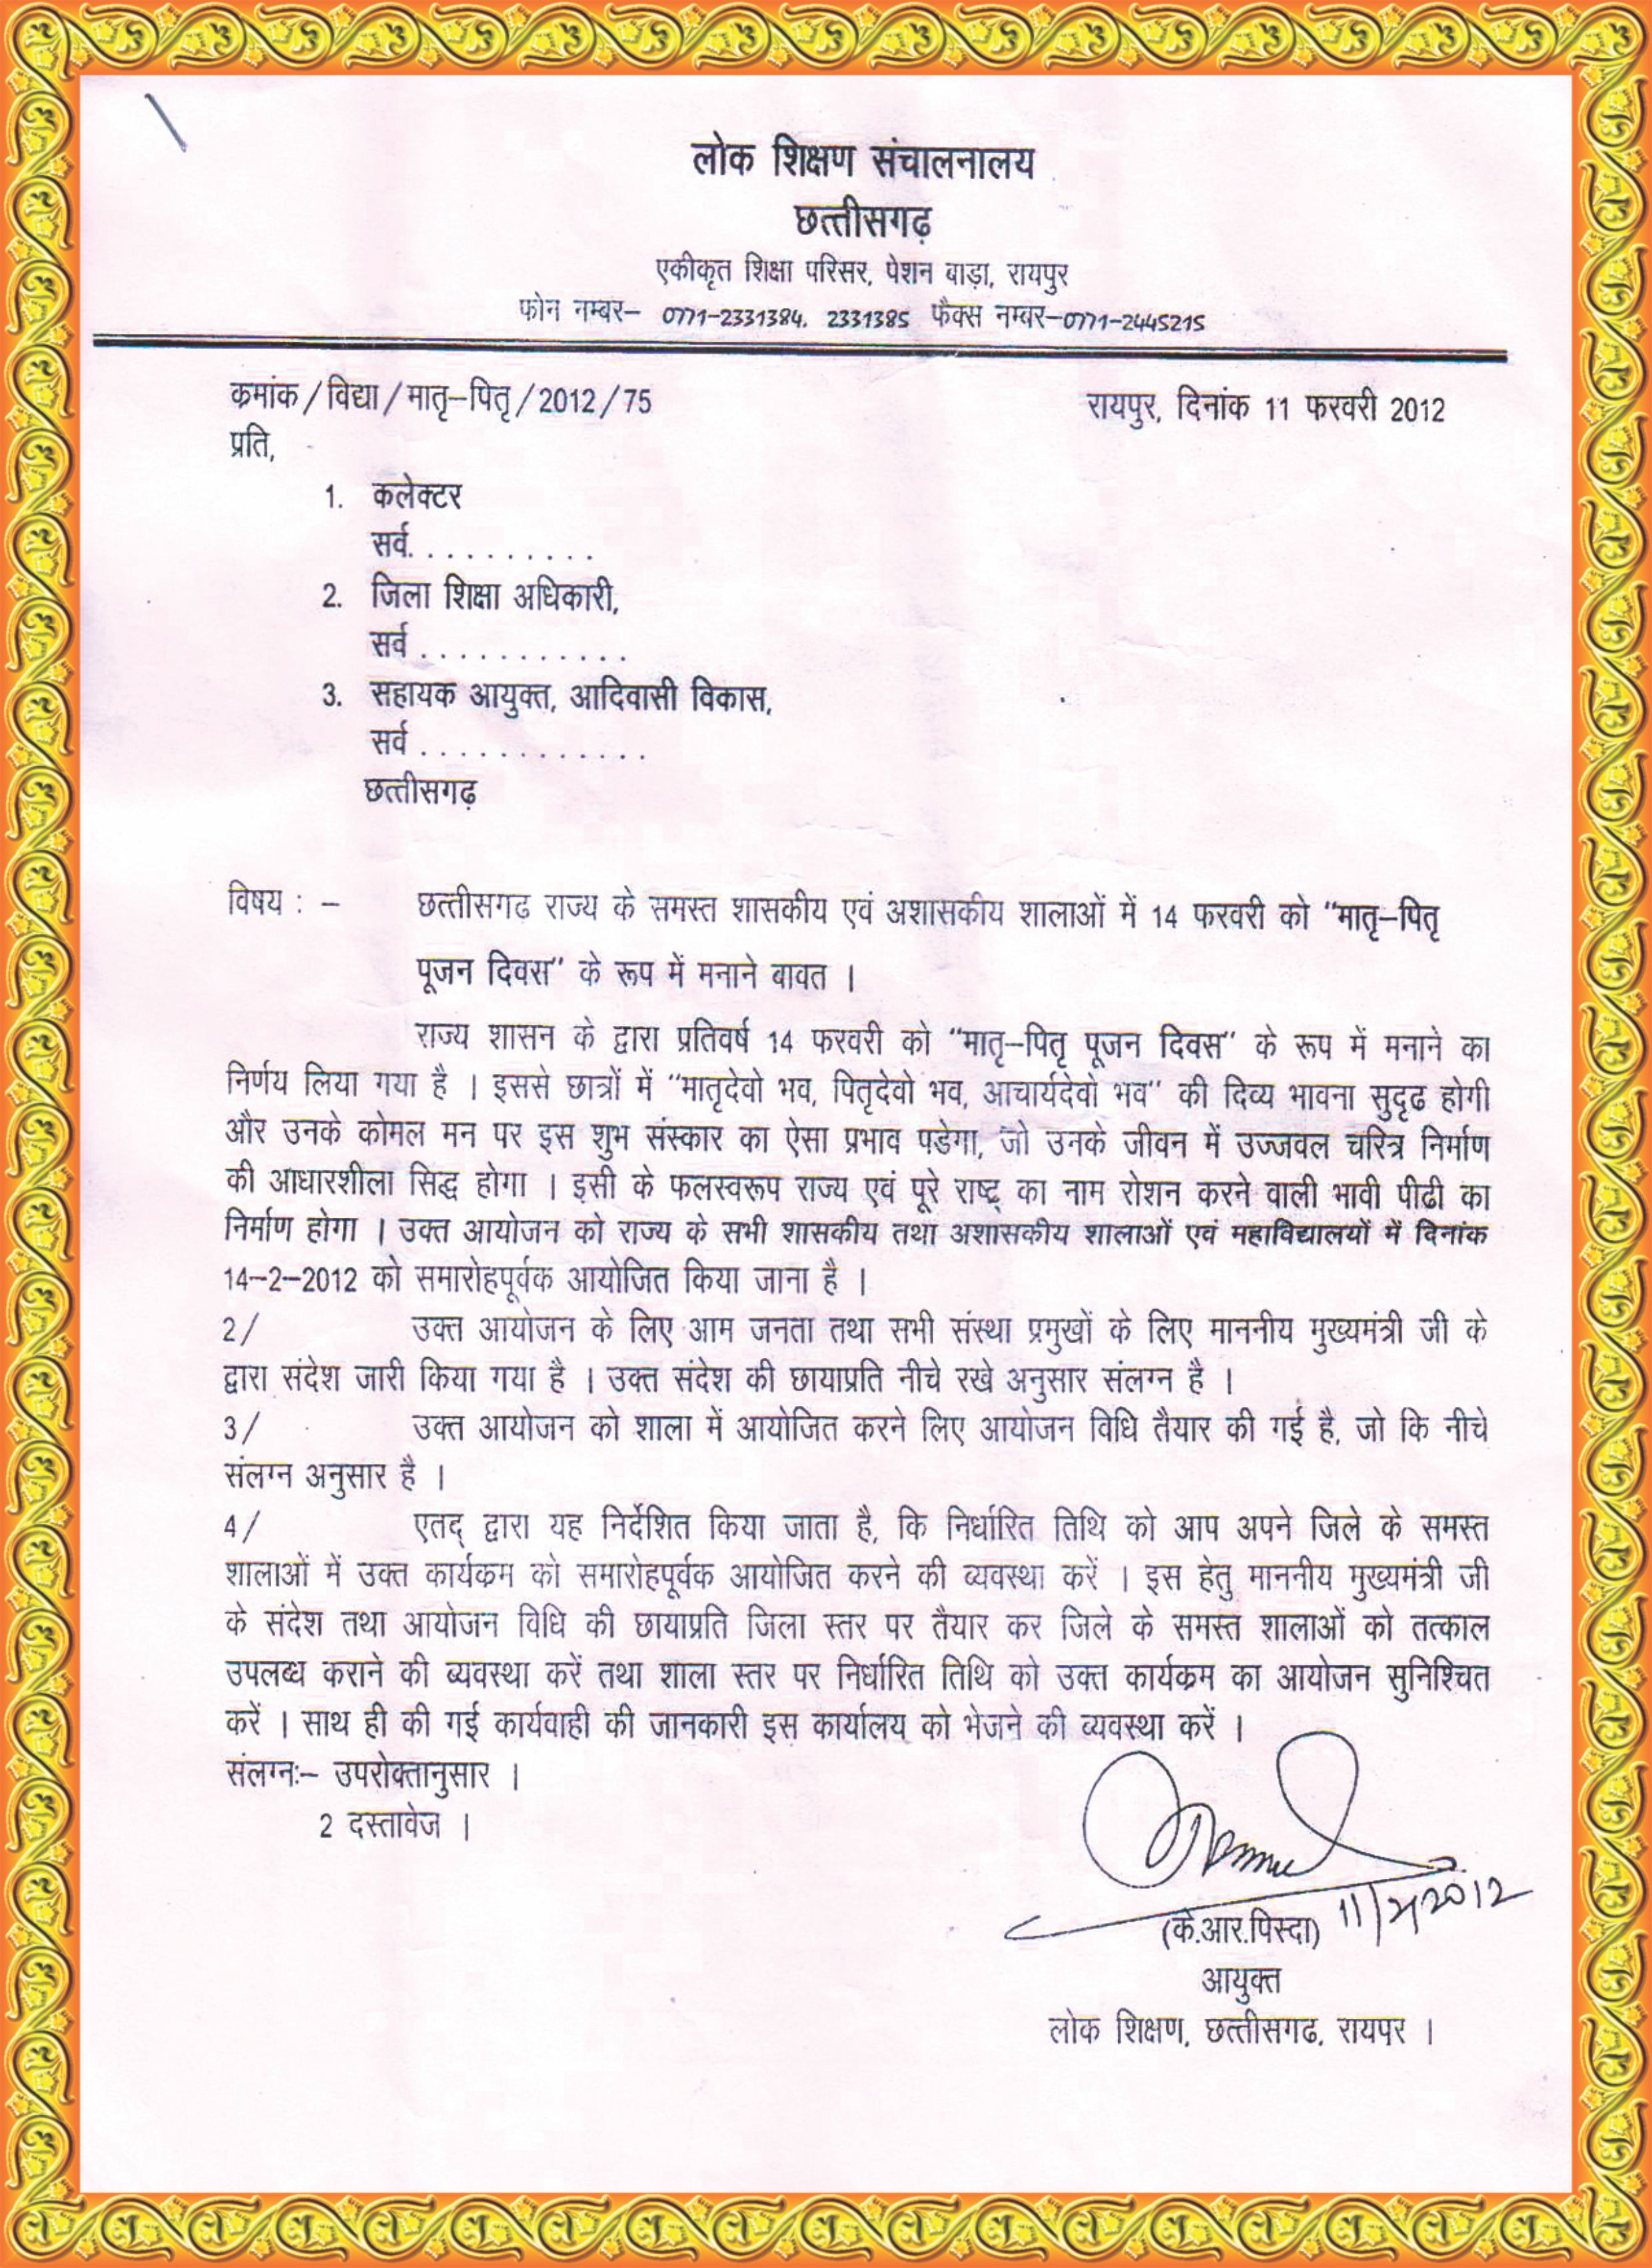 लोक शिक्षण संचालनालय
छत्तीसगढ़
एकीकृत शिक्षा परिसर, पेशन बाड़ा, रायपुर
फोन नम्बर– 0771-2331384, 2331385 फैक्स नम्बर–0771-2445215
कमांक/विद्या/मातृ–पितृ/2012/75 रायपुर, दिनांक 11 फरवरी 2012
प्रति,
1. कलेक्टर
सर्व. . . . . . . . . .
2. जिला शिक्षा अधिकारी,
सर्व . . . . . . . . . . .
3. सहायक आयुक्त, आदिवासी विकास,
सर्व . . . . . . . . . . . .
छत्तीसगढ़
विषय : – छत्तीसगढ राज्य के समस्त शासकीय एवं अशासकीय शालाओं में 14 फरवरी को "मातृ–पितृ
पूजन दिवस" के रूप में मनाने बावत ।
राज्य शासन के द्वारा प्रतिवर्ष 14 फरवरी को "मातृ–पितृ पूजन दिवस" के रूप में मनाने का
निर्णय लिया गया है । इससे छात्रों में "मातृदेवो भव, पितृदेवो भव, आचार्यदेवो भव" की दिव्य भावना सुदृढ होगी
और उनके कोमल मन पर इस शुभ संस्कार का ऐसा प्रभाव पडेगा, जो उनके जीवन में उज्जवल चरित्र निर्माण
की आधारशीला सिद्ध होगा । इसी के फलस्वरूप राज्य एवं पूरे राष्ट् का नाम रोशन करने वाली भावी पीढी का
निर्माण होगा । उक्त आयोजन को राज्य के सभी शासकीय तथा अशासकीय शालाओं एवं महाविद्यालयों में दिनांक
14–2–2012 को समारोहपूर्वक आयोजित किया जाना है ।
2/ उक्त आयोजन के लिए आम जनता तथा सभी संस्था प्रमुखों के लिए माननीय मुख्यमंत्री जी के
द्वारा संदेश जारी किया गया है । उक्त संदेश की छायाप्रति नीचे रखे अनुसार संलग्न है ।
3/ उक्त आयोजन को शाला में आयोजित करने लिए आयोजन विधि तैयार की गई है, जो कि नीचे
संलग्न अनुसार है ।
4/ एतद् द्वारा यह निर्देशित किया जाता है, कि निर्धारित तिथि को आप अपने जिले के समस्त
शालाओं में उक्त कार्यकम को समारोहपूर्वक आयोजित करने की व्यवस्था करें । इस हेतु माननीय मुख्यमंत्री जी
के संदेश तथा आयोजन विधि की छायाप्रति जिला स्तर पर तैयार कर जिले के समस्त शालाओं को तत्काल
उपलब्ध कराने की व्यवस्था करें तथा शाला स्तर पर निर्धारित तिथि को उक्त कार्यकम का आयोजन सुनिश्चित
करें । साथ ही की गई कार्यवाही की जानकारी इस कार्यालय को भेजने की व्यवस्था करें ।
संलग्नः– उपरोक्तानुसार ।
2 दस्तावेज ।
11/2/2012
(के.आर.पिस्दा)
आयुक्त
लोक शिक्षण, छत्तीसगढ, रायपर ।